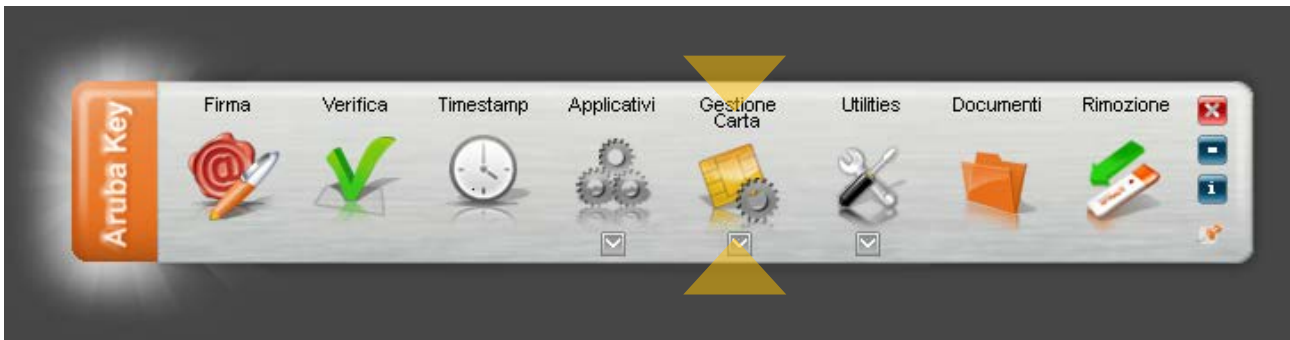 Aruba Key
Firma
Verifica
Timestamp
Applicativi
Gestione
Carta
Utilities
Documenti
Rimozione